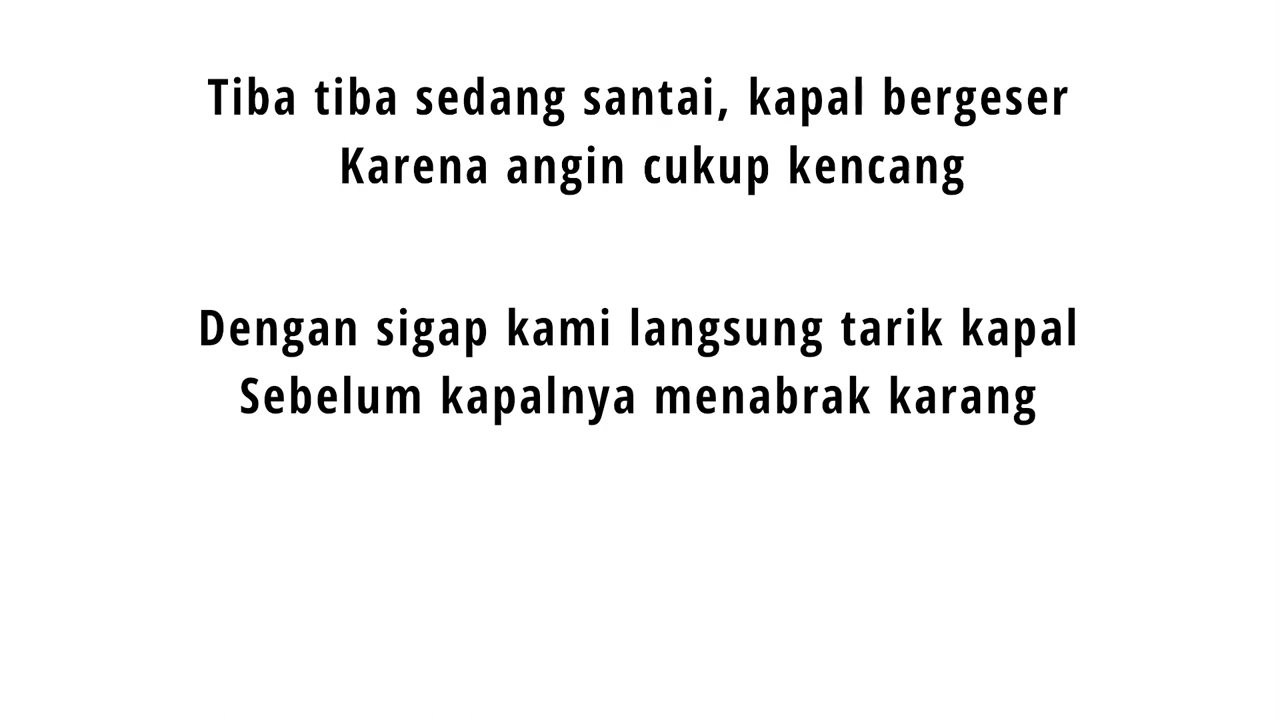 Tiba tiba sedang santai, kapal bergeser
Karena angin cukup kencang
Dengan sigap kami langsung tarik kapal
Sebelum kapalnya menabrak karang